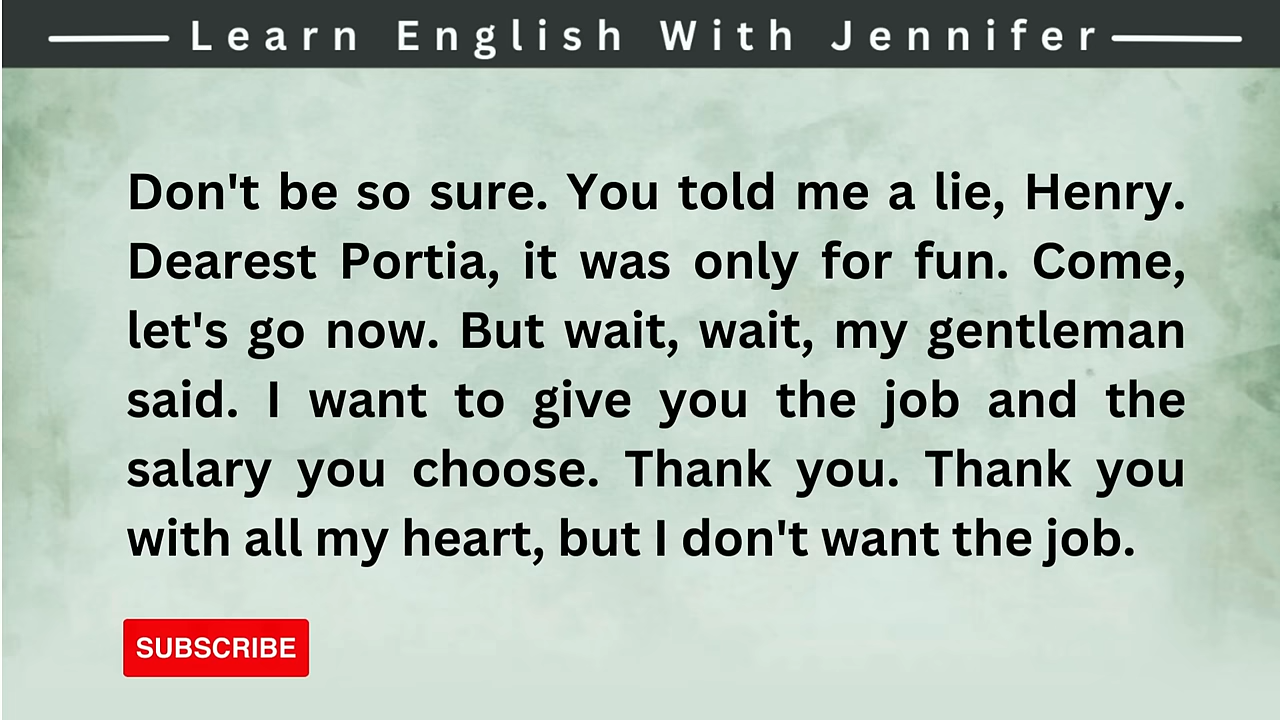 Learn English With Jennifer
Don't be so sure. You told me a lie, Henry.
Dearest Portia, it was only for fun. Come,
let's go now. But wait, wait, my gentleman
said. I want to give you the job and the
salary you choose. Thank you. Thank you
with all my heart, but I don't want the job.
SUBSCRIBE